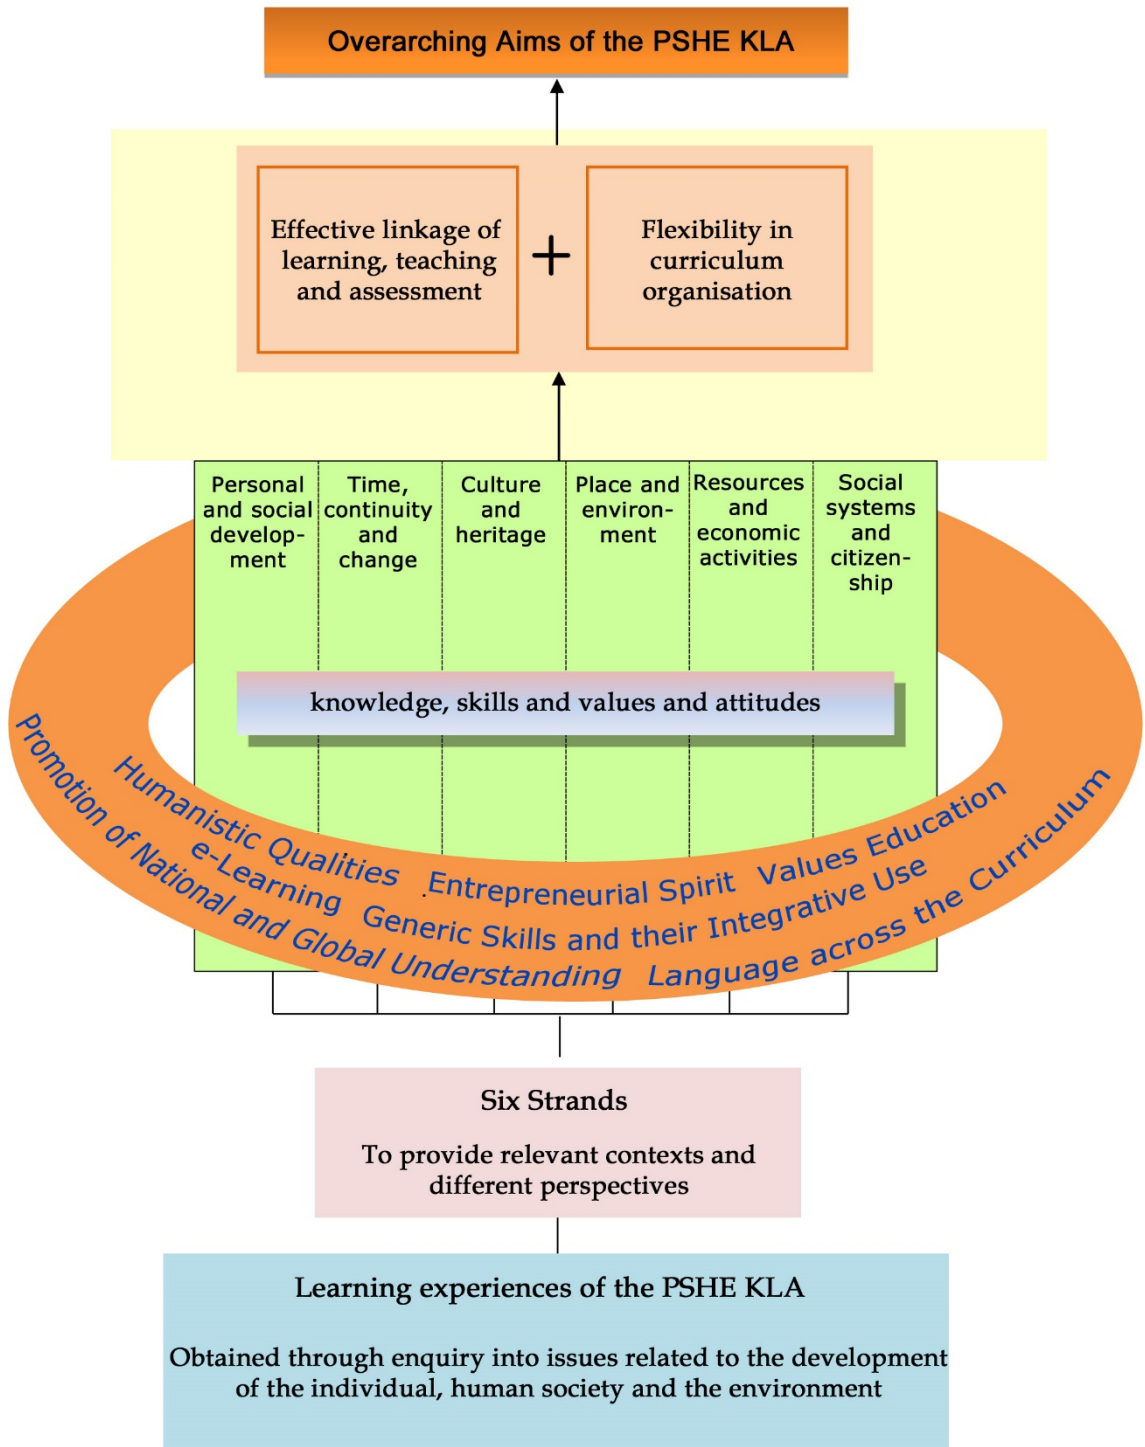 Overarching Aims of the PSHE KLA
Effective linkage of
learning, teaching
and assessment
+
Flexibility in
curriculum
organisation
Personal
and social
develop-
ment
Time,
continuity
and
change
Culture
and
heritage
Place and
environ-
ment
Resources
and
economic
activities
Social
systems
and
citizen-
ship
knowledge, skills and values and attitudes
Humanistic Qualities Entrepreneurial Spirit Values Education
e-Learning Generic Skills and their Integrative Use
Promotion of National and Global Understanding Language across the Curriculum
Six Strands
To provide relevant contexts and
different perspectives
Learning experiences of the PSHE KLA
Obtained through enquiry into issues related to the development
of the individual, human society and the environment